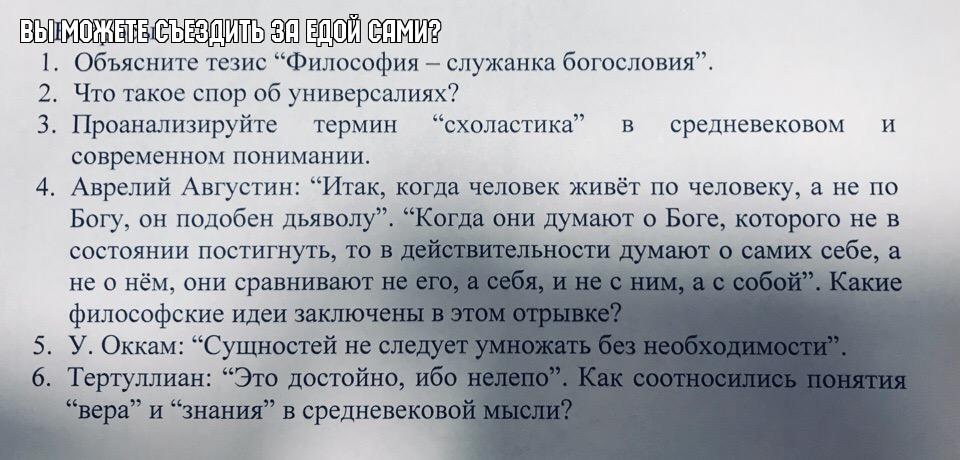 ВЫ МОЖЕТЕ СЪЕЗДИТЬ ЗА ЕДОЙ САМИ?
1. Объясните тезис “Философия – служанка богословия”.
2. Что такое спор об универсалиях?
3. Проанализируйте термин “схоластика” в средневековом и
современном понимании.
4. Аврелий Августин: “Итак, когда человек живёт по человеку, а не по
Богу, он подобен дьяволу”. “Когда они думают о Боге, которого не в
состоянии постигнуть, то в действительности думают о самих себе, а
не о нём, они сравнивают не его, а себя, и не с ним, а с собой”. Какие
философские идеи заключены в этом отрывке?
5. У. Оккам: “Сущностей не следует умножать без необходимости”.
6. Тертуллиан: “Это достойно, ибо нелепо”. Как соотносились понятия
“вера” и “знания” в средневековой мысли?